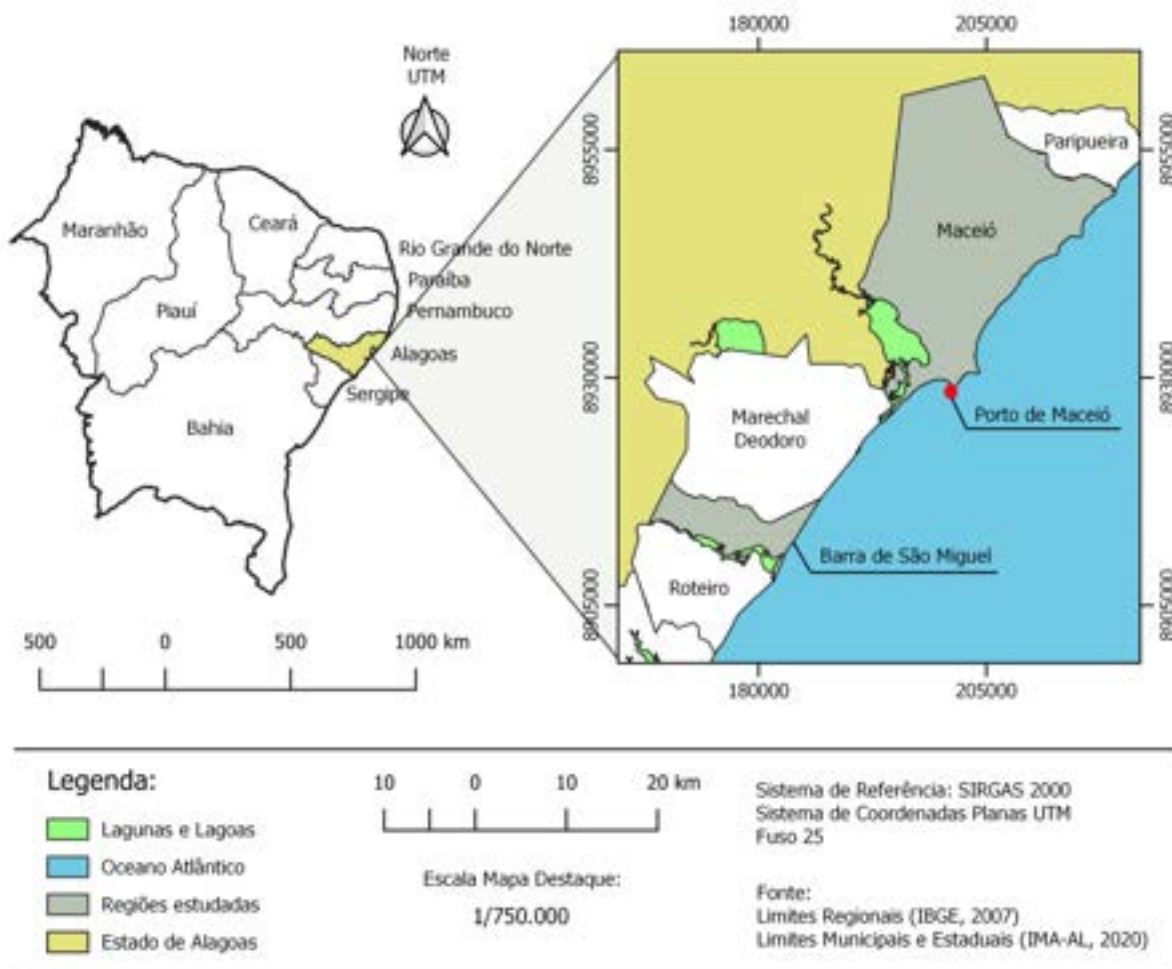 Norte
UTM
Maranhão
Ceará
Rio Grande do Norte
Paraíba
Piauí
Pernambuco
Alagoas
Sergipe
Bahia
500 0 500 1000 km
180000 205000
8955000 8955000
8930000 8930000
8905000 8905000
180000 205000
Paripueira
Maceió
Porto de Maceió
Marechal
Deodoro
Barra de São Miguel
Roteiro
Legenda:
Lagunas e Lagoas
Oceano Atlântico
Regiões estudadas
Estado de Alagoas
10 0 10 20 km
Escala Mapa Destaque:
1/750.000
Sistema de Referência: SIRGAS 2000
Sistema de Coordenadas Planas UTM
Fuso 25
Fonte:
Limites Regionais (IBGE, 2007)
Limites Municipais e Estaduais (IMA-AL, 2020)